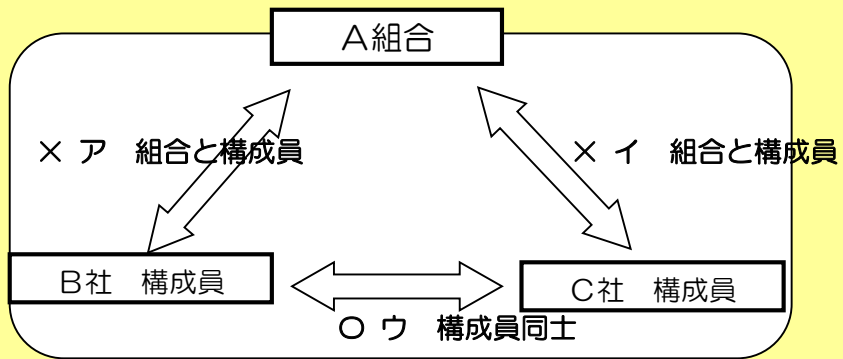 A組合
× ア　組合と構成員
× イ　組合と構成員
B社　構成員
C社　構成員
○ ウ　構成員同士